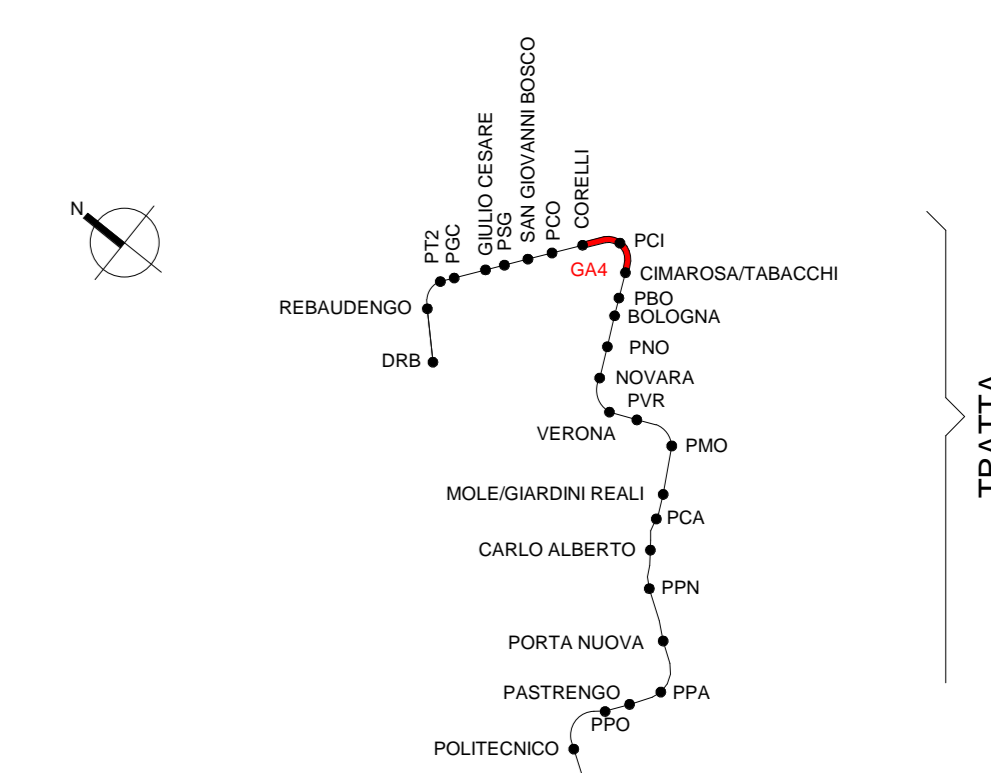 N
PT2
PGC
GIULIO CESARE
PSG
SAN GIOVANNI BOSCO
PCO
CORELLI
PCI
GA4
CIMAROSA/TABACCHI
REBAUDENGO
PBO
BOLOGNA
DRB
PNO
NOVARA
PVR
VERONA
PMO
MOLE/GIARDINI REALI
PCA
CARLO ALBERTO
PPN
PORTA NUOVA
PASTRENGO
PPA
PPO
POLITECNICO
TRATTA